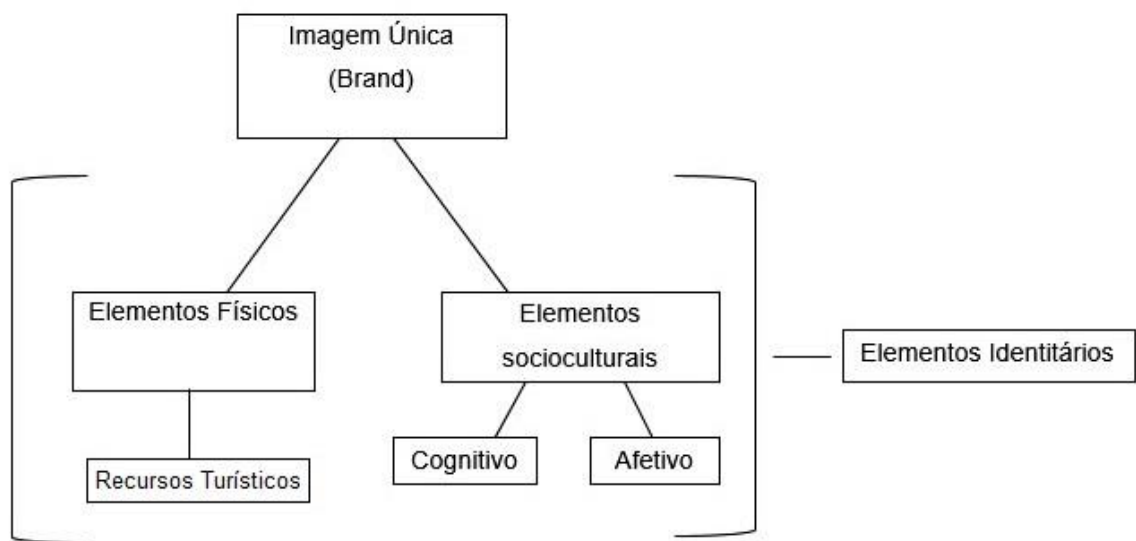 Imagem Única
(Brand)
Elementos Físicos
Elementos
socioculturais
Elementos Identitários
Cognitivo
Afetivo
Recursos Turísticos